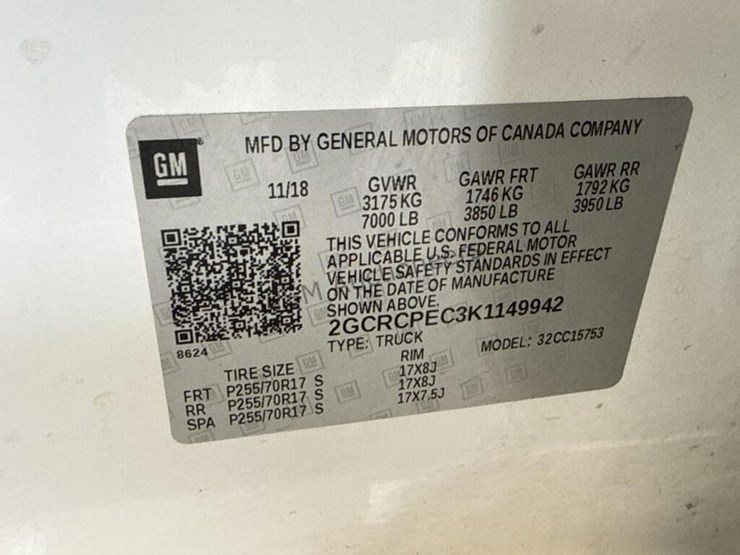 GM
MFD BY GENERAL MOTORS OF CANADA COMPANY
11/18
GVWR GAWR FRT GAWR RR
3175 KG 1746 KG 1792 KG
7000 LB 3850 LB 3950 LB
THIS VEHICLE CONFORMS TO ALL
APPLICABLE U.S. FEDERAL MOTOR
VEHICLE SAFETY STANDARDS IN EFFECT
ON THE DATE OF MANUFACTURE
SHOWN ABOVE.
2GCRCPEC3K1149942
TYPE: TRUCK MODEL: 32CC15753
8624
TIRE SIZE RIM
FRT P255/70R17 S 17X8J
RR P255/70R17 S 17X8J
SPA P255/70R17 S 17X7.5J